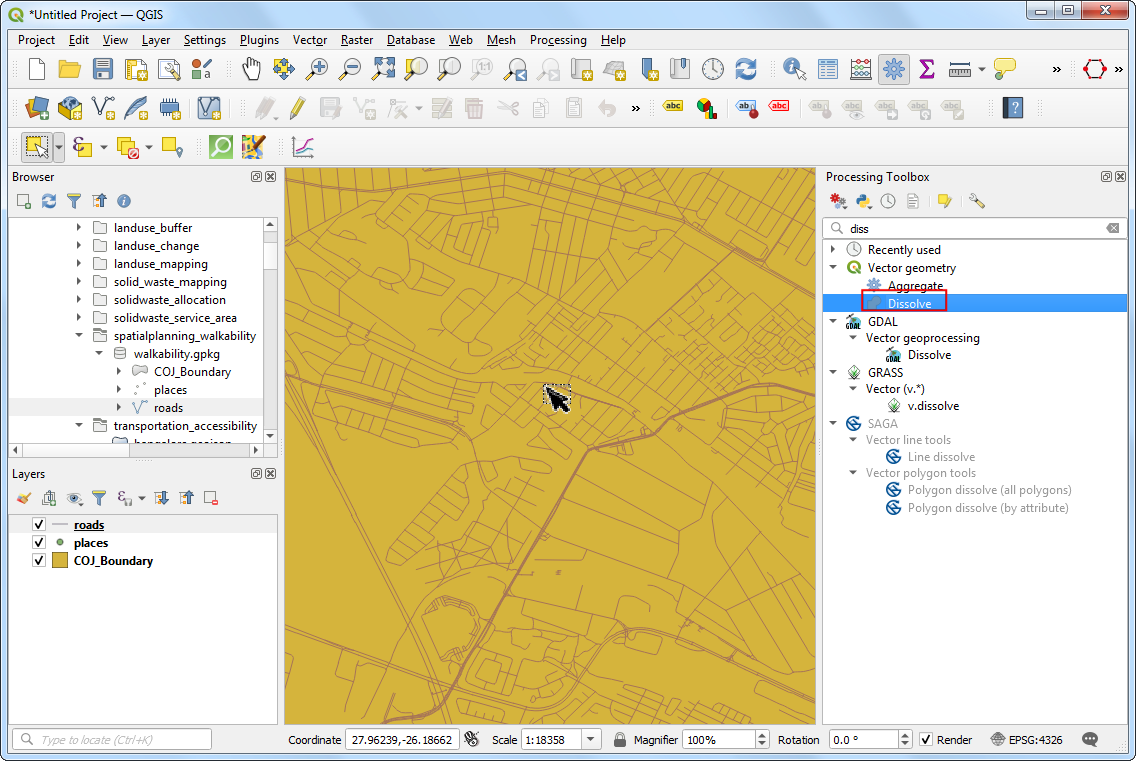 *Untitled Project — QGIS
Project Edit View Layer Settings Plugins Vector Raster Database Web Mesh Processing Help
Browser
landuse_buffer
landuse_change
landuse_mapping
solid_waste_mapping
solidwaste_allocation
solidwaste_service_area
spatialplanning_walkability
walkability.gpkg
COJ_Boundary
places
roads
transportation_accessibility
Layers
roads
places
COJ_Boundary
Processing Toolbox
diss
Recently used
Vector geometry
Aggregate
Dissolve
GDAL
Vector geoprocessing
Dissolve
GRASS
Vector (v.*)
v.dissolve
SAGA
Vector line tools
Line dissolve
Vector polygon tools
Polygon dissolve (all polygons)
Polygon dissolve (by attribute)
Type to locate (Ctrl+K)
Coordinate 27.96239,-26.18662 Scale 1:18358 Magnifier 100% Rotation 0.0 ° Render EPSG:4326